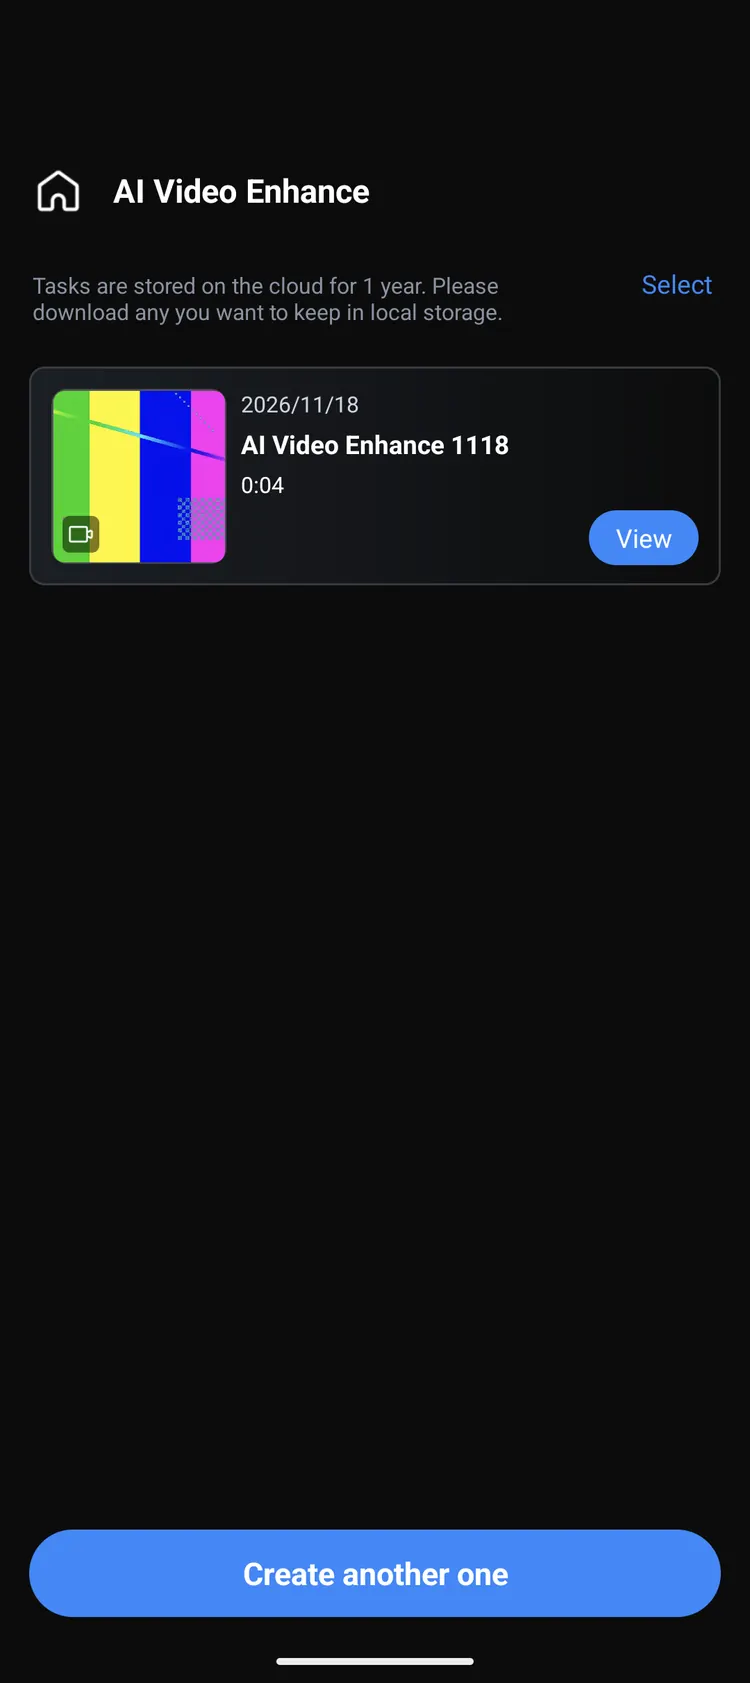 AI Video Enhance
Tasks are stored on the cloud for 1 year. Please
download any you want to keep in local storage.
Select
2026/11/18
AI Video Enhance 1118
0:04
View
Create another one